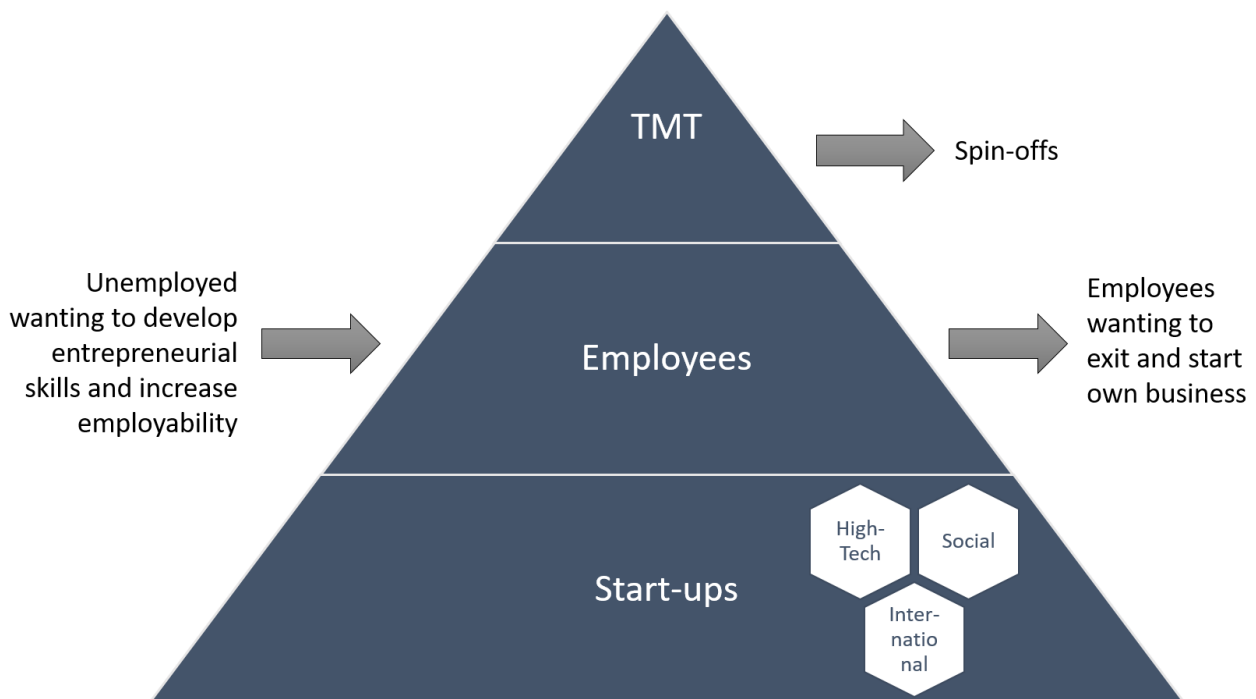 TMT
Spin-offs
Unemployed
wanting to develop
entrepreneurial
skills and increase
employability
Employees
Employees
wanting to
exit and start
own business
Start-ups
High-
Tech
Social
Inter-
natio
nal